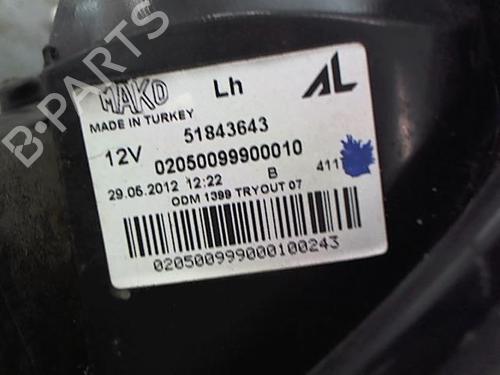 MAKO Lh AL
MADE IN TURKEY
51843643
12V 02050099900010
29.05.2012 12:22 B 411
ODM 1399 TRYOUT 07
020500999000100243
B-PARTS